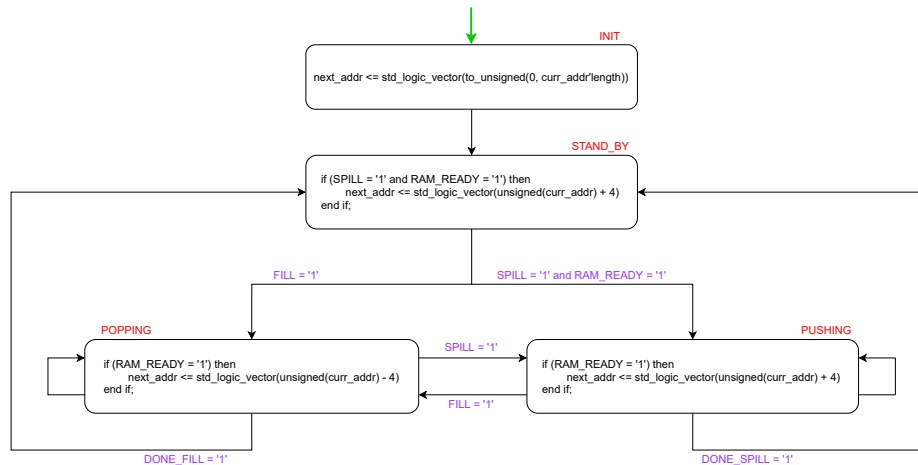 INIT
next_addr <= std_logic_vector(to_unsigned(0, curr_addr'length))
STAND_BY
if (SPILL = '1' and RAM_READY = '1') then
next_addr <= std_logic_vector(unsigned(curr_addr) + 4)
end if;
FILL = '1'
SPILL = '1' and RAM_READY = '1'
POPPING
if (RAM_READY = '1') then
next_addr <= std_logic_vector(unsigned(curr_addr) - 4)
end if;
SPILL = '1'
FILL = '1'
PUSHING
if (RAM_READY = '1') then
next_addr <= std_logic_vector(unsigned(curr_addr) + 4)
end if;
DONE_FILL = '1'
DONE_SPILL = '1'